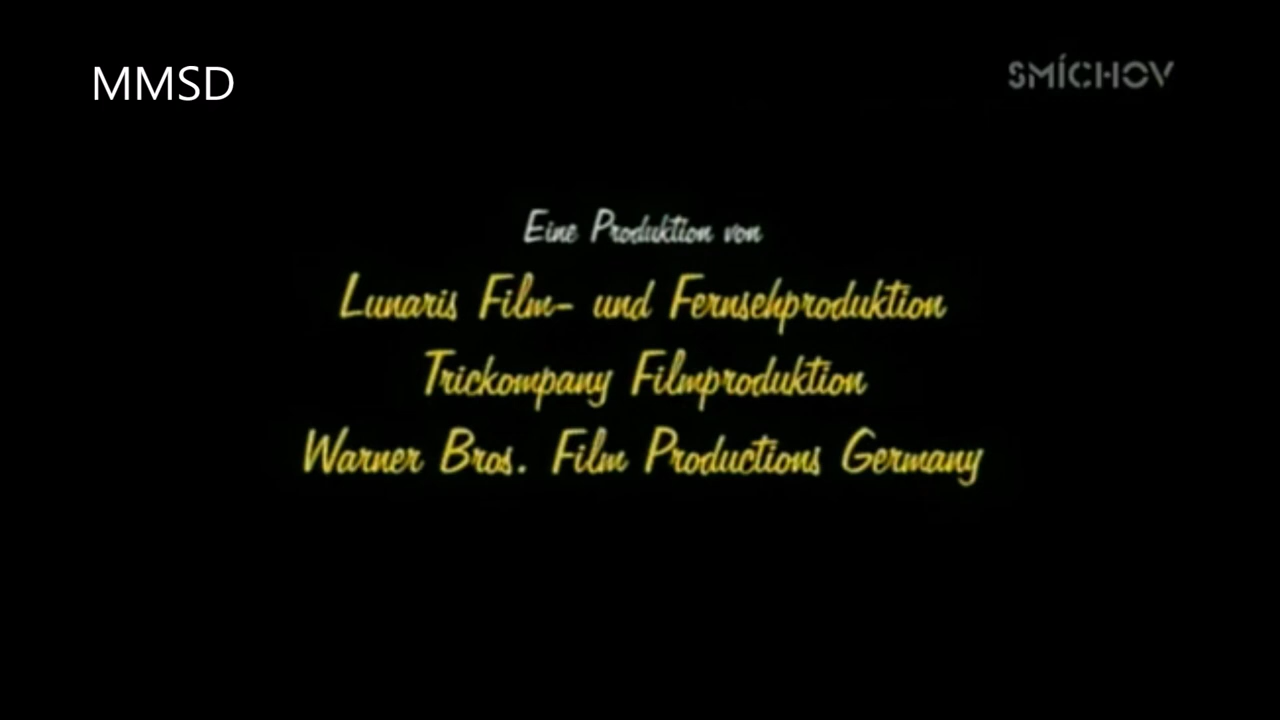 MMSD
SMÍCHOV
Eine Produktion von
Lunaris Film- und Fernsehproduktion
Trickompany Filmproduktion
Warner Bros. Film Productions Germany